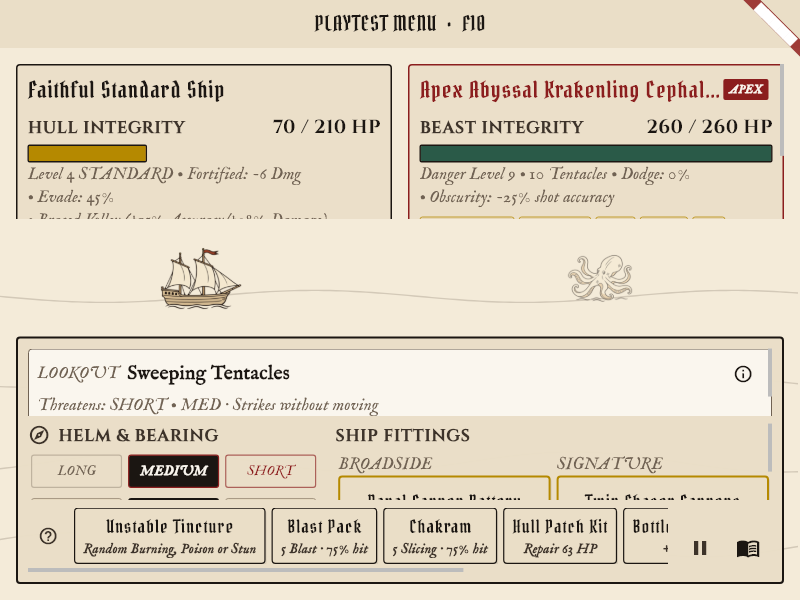 PLAYTEST MENU · F10
Faithful Standard Ship
HULL INTEGRITY 70 / 210 HP
Level 4 STANDARD • Fortified: -6 Dmg
• Evade: 45%
Apex Abyssal Krakenling Cephal... APEX
BEAST INTEGRITY 260 / 260 HP
Danger Level 9 • 10 Tentacles • Dodge: 0%
• Obscurity: -25% shot accuracy
LOOKOUT Sweeping Tentacles
Threatens: SHORT • MED · Strikes without moving
HELM & BEARING
LONG MEDIUM SHORT
SHIP FITTINGS
BROADSIDE SIGNATURE
Unstable Tincture
Random Burning, Poison or Stun
Blast Pack
5 Blast · 75% hit
Chakram
5 Slicing · 75% hit
Hull Patch Kit
Repair 63 HP